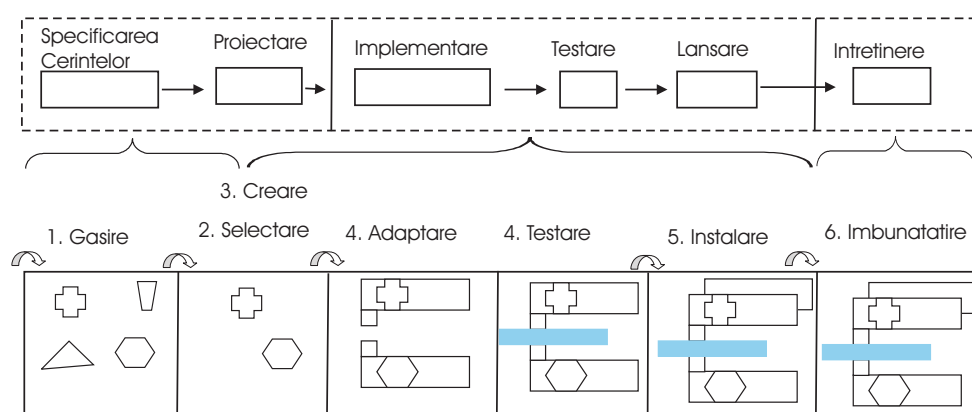 Specificarea
Cerintelor
Proiectare
Implementare
Testare
Lansare
Intretinere
3. Creare
1. Gasire
2. Selectare
4. Adaptare
4. Testare
5. Instalare
6. Imbunatatire